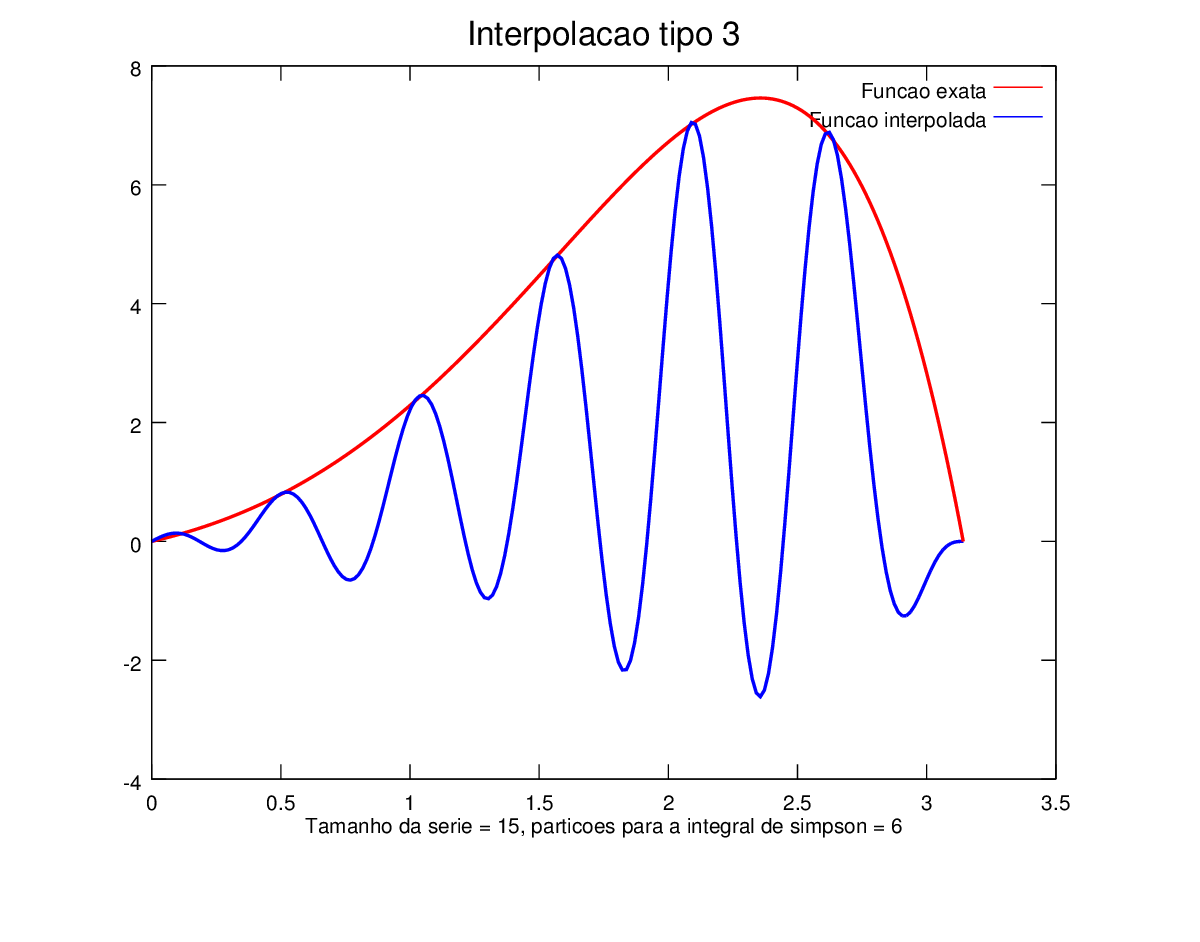 Interpolacao tipo 3
8
Funcao exata
Funcao interpolada
6
4
2
0
-2
-4
0 0.5 1 1.5 2 2.5 3 3.5
Tamanho da serie = 15, particoes para a integral de simpson = 6